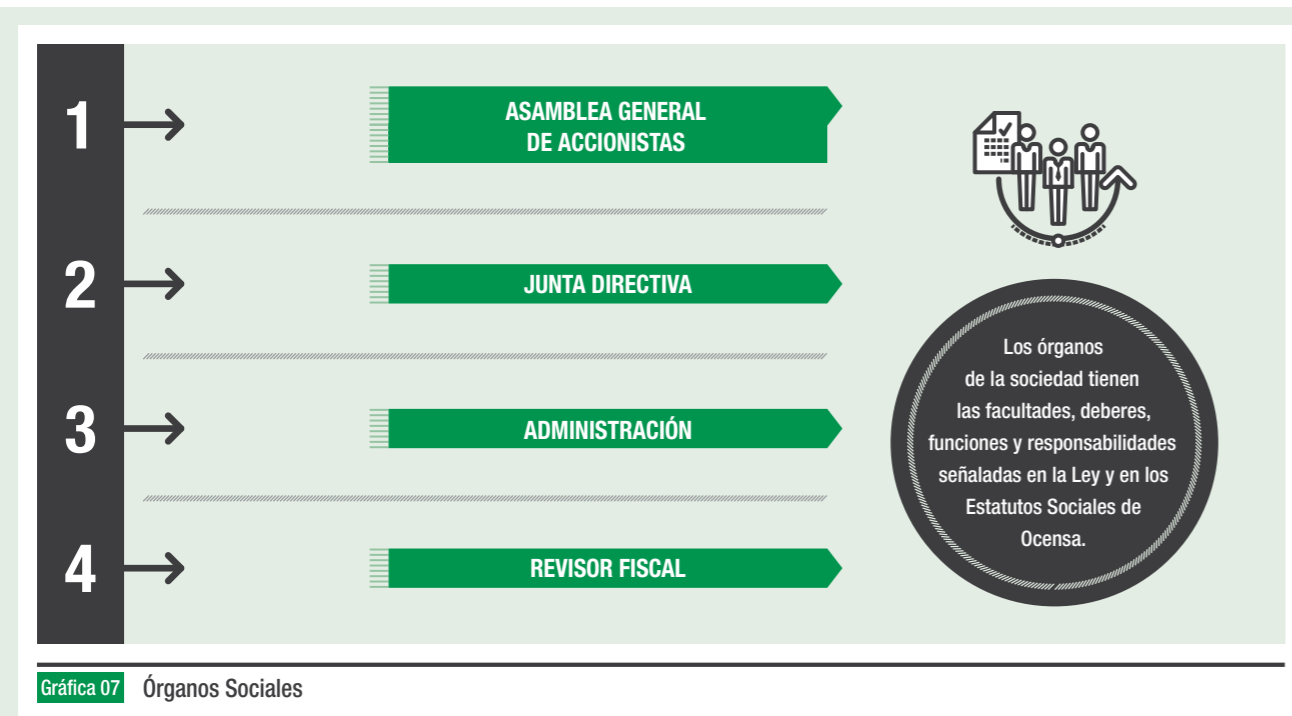 1
ASAMBLEA GENERAL
DE ACCIONISTAS
2
JUNTA DIRECTIVA
3
ADMINISTRACIÓN
4
REVISOR FISCAL
Los órganos
de la sociedad tienen
las facultades, deberes,
funciones y responsabilidades
señaladas en la Ley y en los
Estatutos Sociales de
Ocensa.
Gráfica 07 Órganos Sociales